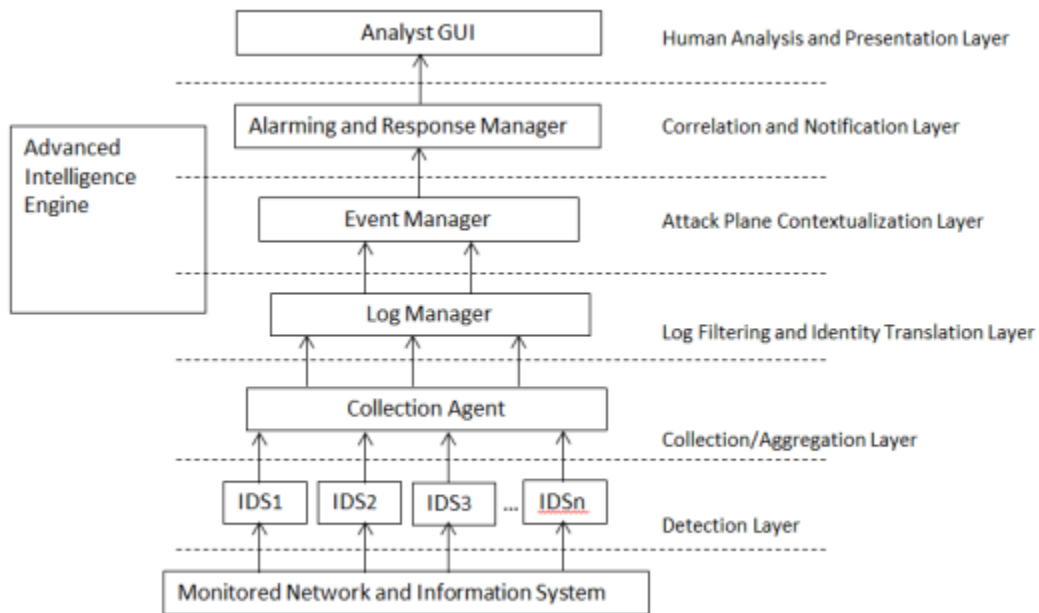 Analyst GUI
Human Analysis and Presentation Layer
Alarming and Response Manager
Correlation and Notification Layer
Advanced
Intelligence
Engine
Event Manager
Attack Plane Contextualization Layer
Log Manager
Log Filtering and Identity Translation Layer
Collection Agent
Collection/Aggregation Layer
IDS1 IDS2 IDS3 ... IDSn
Detection Layer
Monitored Network and Information System